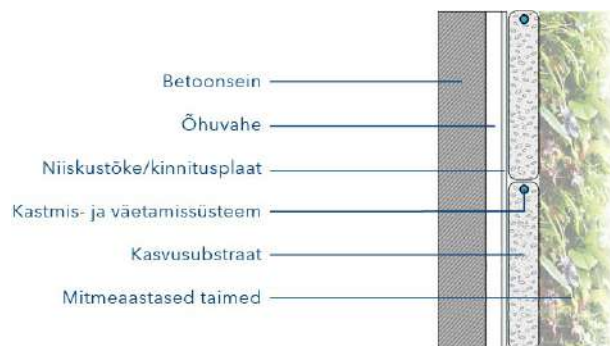 Betoonsein
Õhuvahe
Niiskustõke/kinnitusplaat
Kastmis- ja väetamissüsteem
Kasvusubstraat
Mitmeaastased taimed